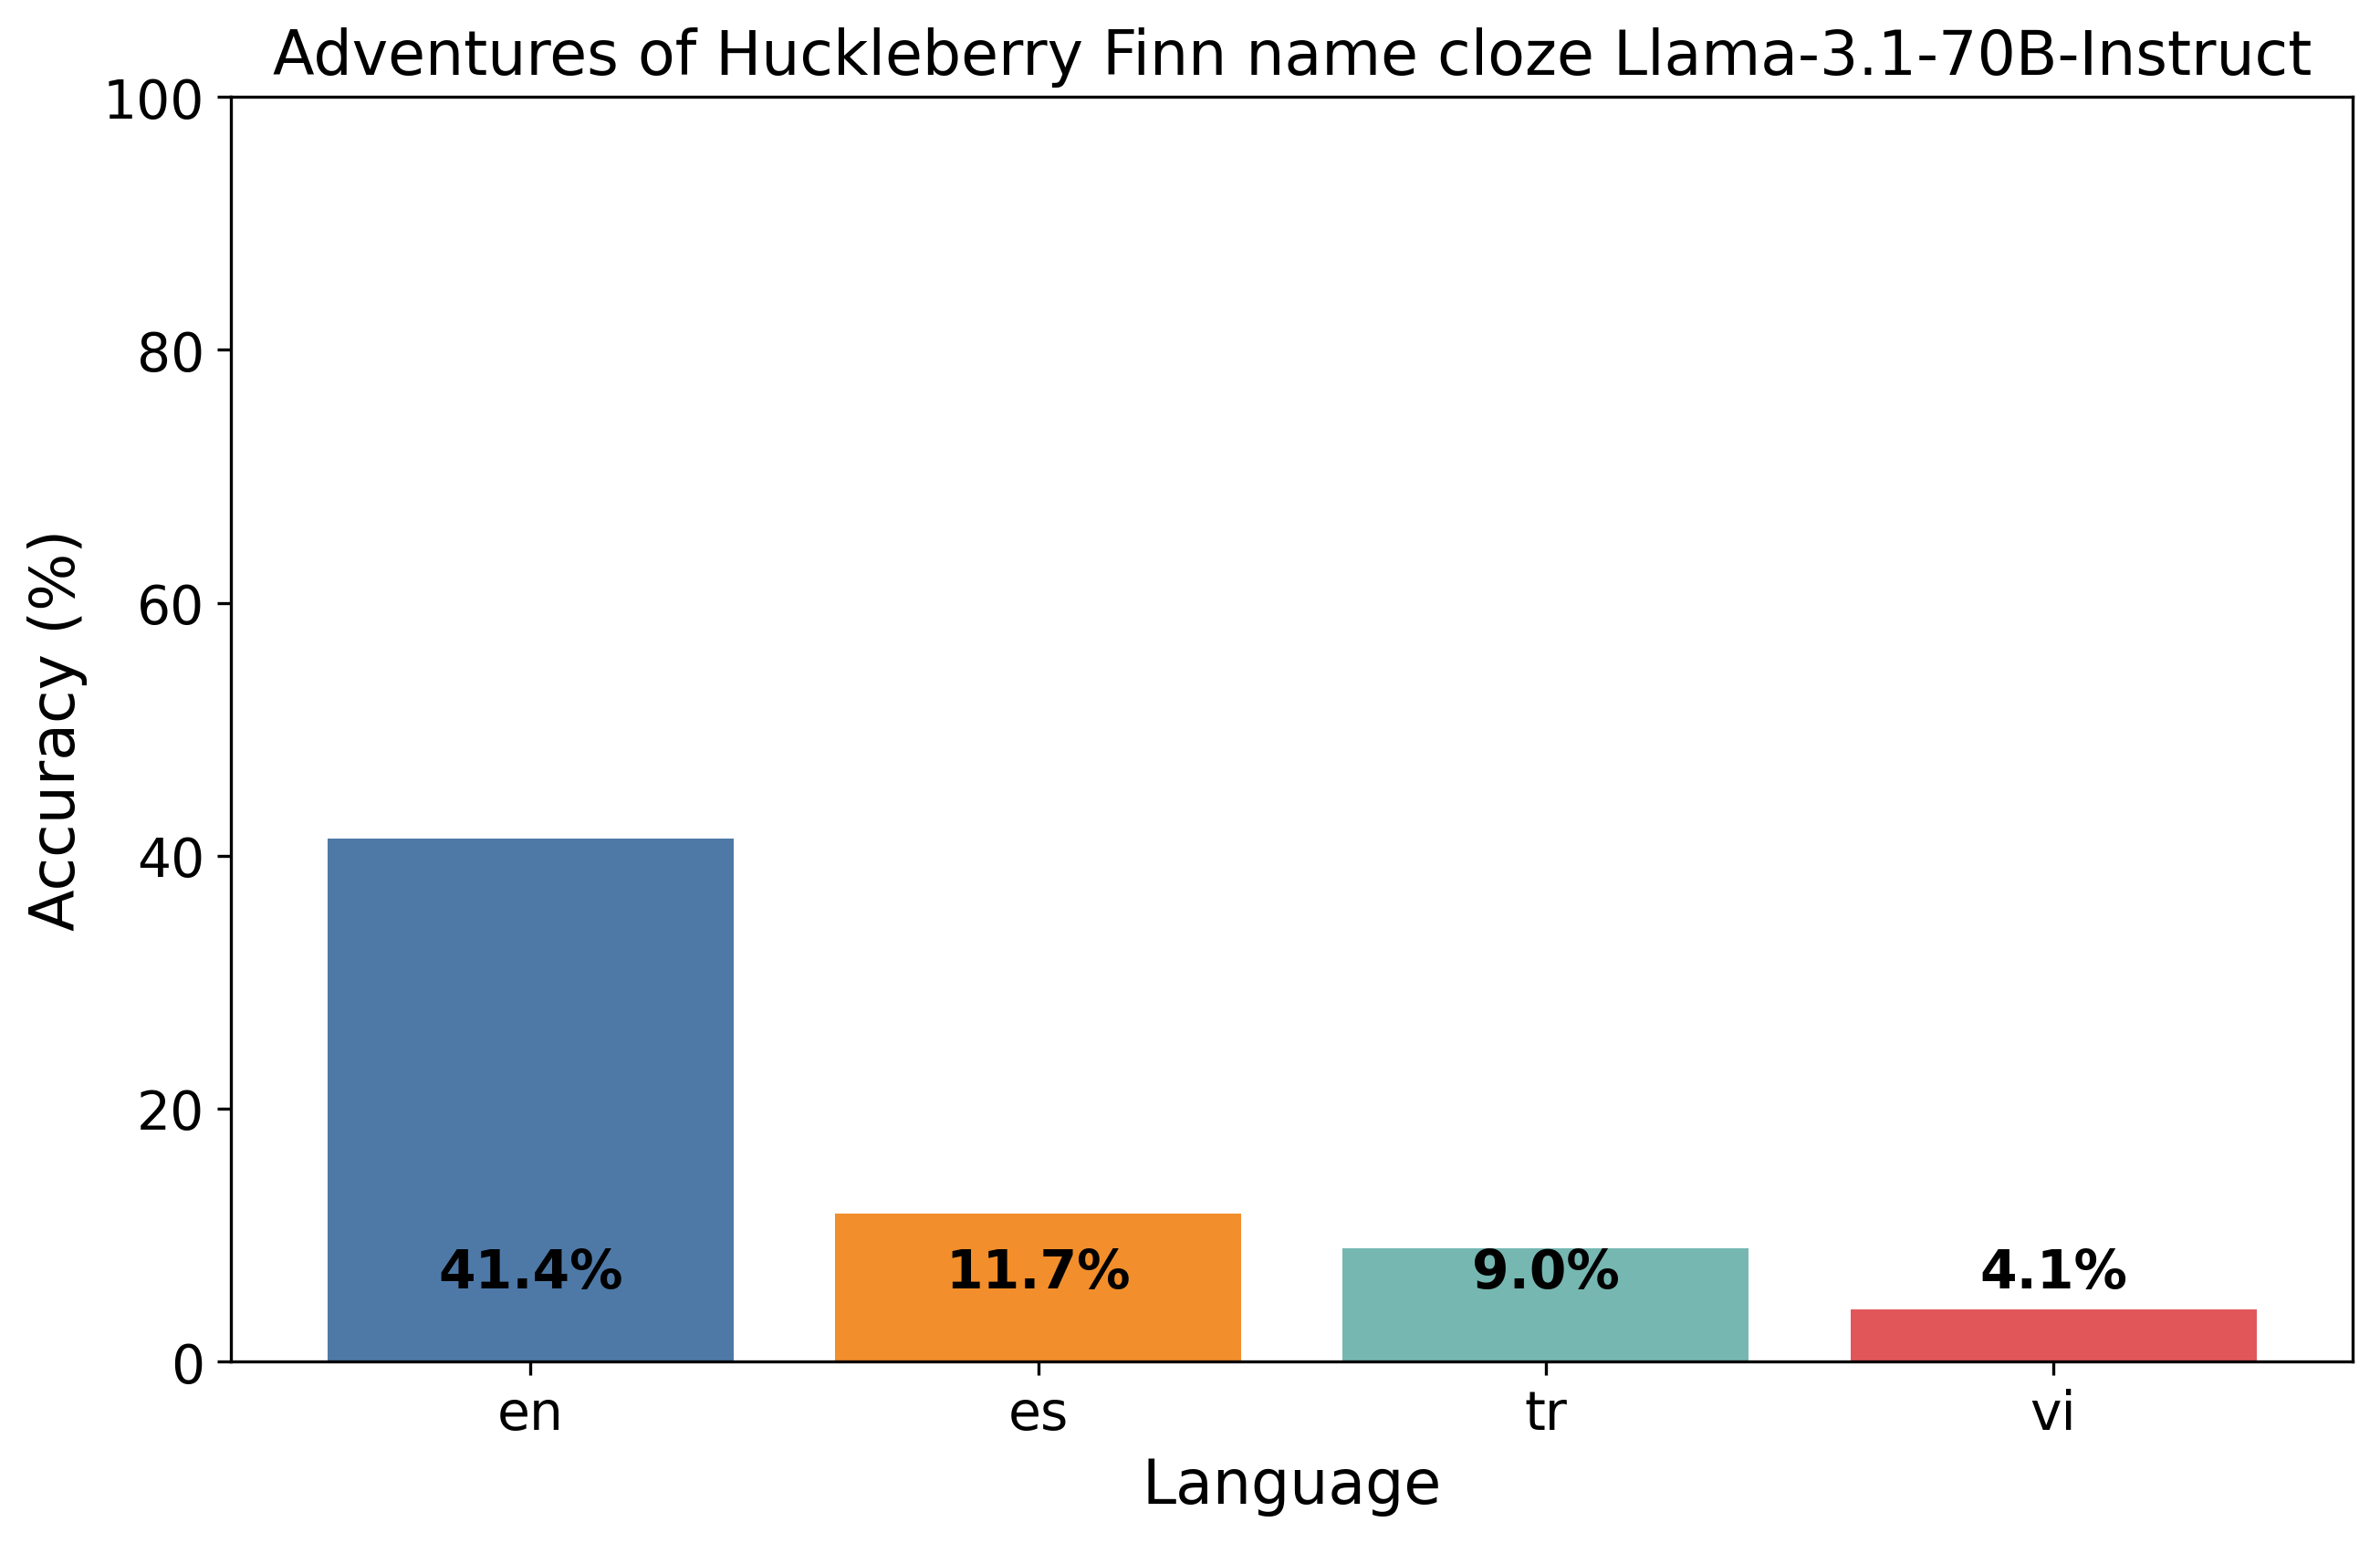 Adventures of Huckleberry Finn name cloze Llama-3.1-70B-Instruct
Accuracy (%)
100
80
60
40
20
0
41.4%
11.7%
9.0%
4.1%
en
es
tr
vi
Language